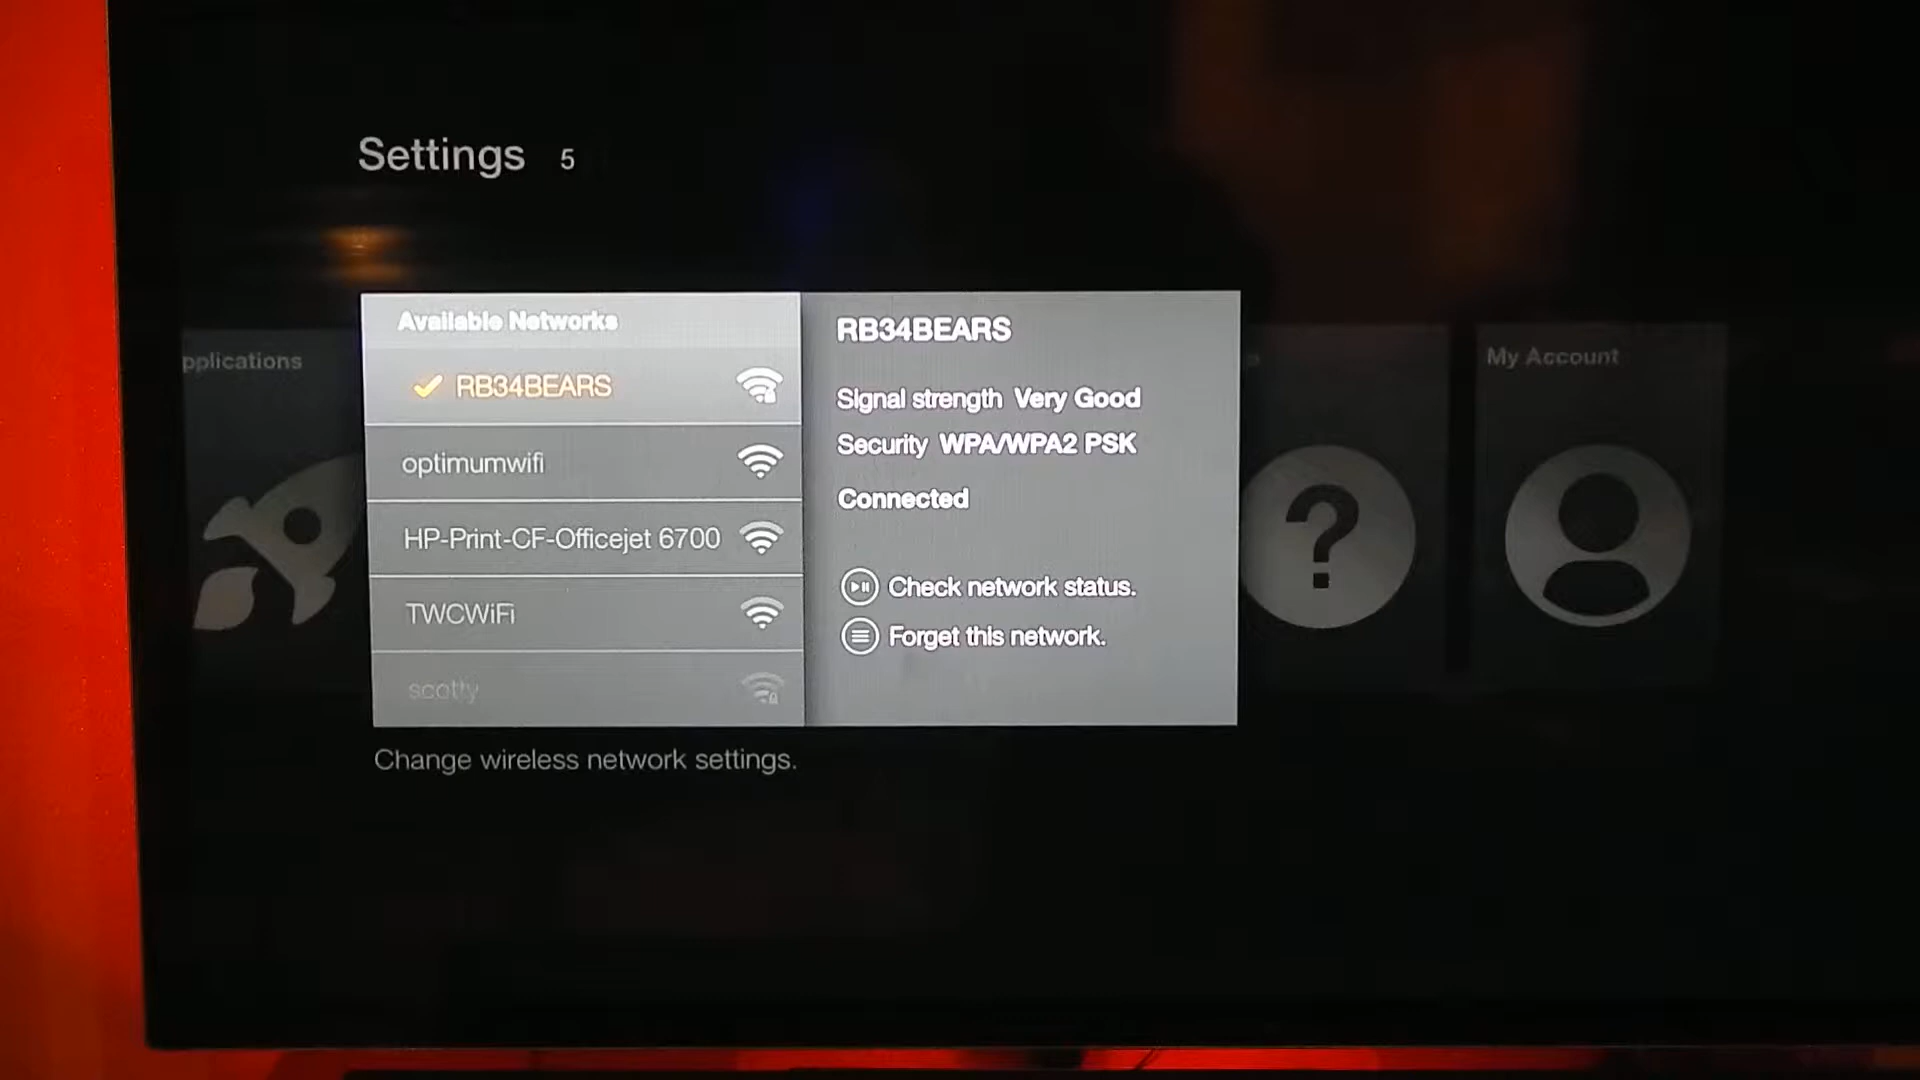 Settings 5
pplications
Available Networks
RB34BEARS
optimumwifi
HP-Print-CF-Officejet 6700
TWCWiFi
scotty
RB34BEARS
Signal strength Very Good
Security WPA/WPA2 PSK
Connected
Check network status.
Forget this network.
My Account
Change wireless network settings.